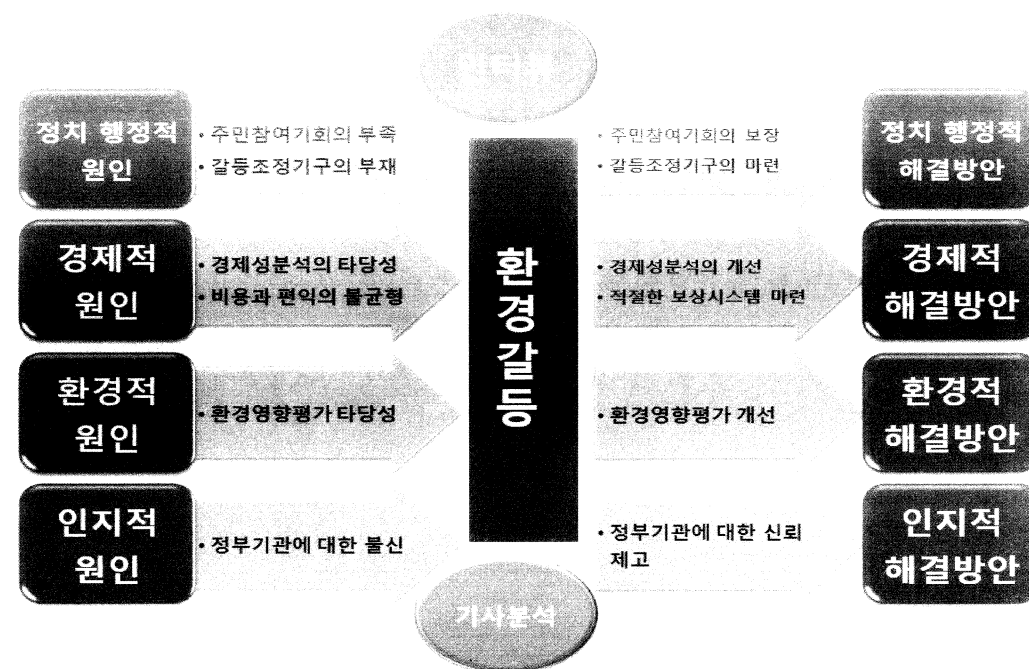 인터뷰
정치 행정적
원인
• 주민참여기회의 부족
• 갈등조정기구의 부재
경제적
원인
• 경제성분석의 타당성
• 비용과 편익의 불균형
환경적
원인
• 환경영향평가 타당성
인지적
원인
• 정부기관에 대한 불신
환
경
갈
등
• 주민참여기회의 보장
• 갈등조정기구의 마련
정치 행정적
해결방안
• 경제성분석의 개선
• 적절한 보상시스템 마련
경제적
해결방안
• 환경영향평가 개선
환경적
해결방안
• 정부기관에 대한 신뢰
제고
인지적
해결방안
기사분석